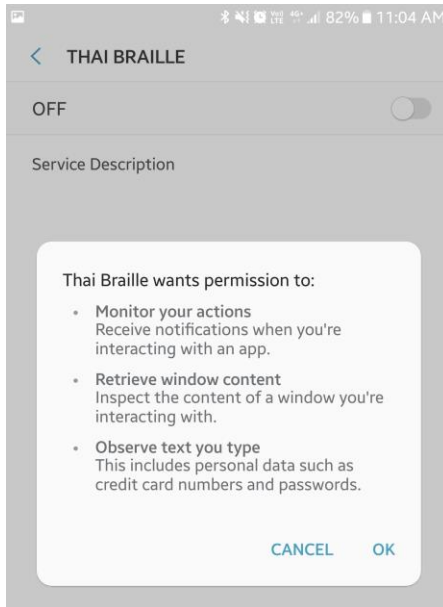 82% 11:04 AM
THAI BRAILLE
OFF
Service Description
Thai Braille wants permission to:
• Monitor your actions
Receive notifications when you're
interacting with an app.
• Retrieve window content
Inspect the content of a window you're
interacting with.
• Observe text you type
This includes personal data such as
credit card numbers and passwords.
CANCEL OK